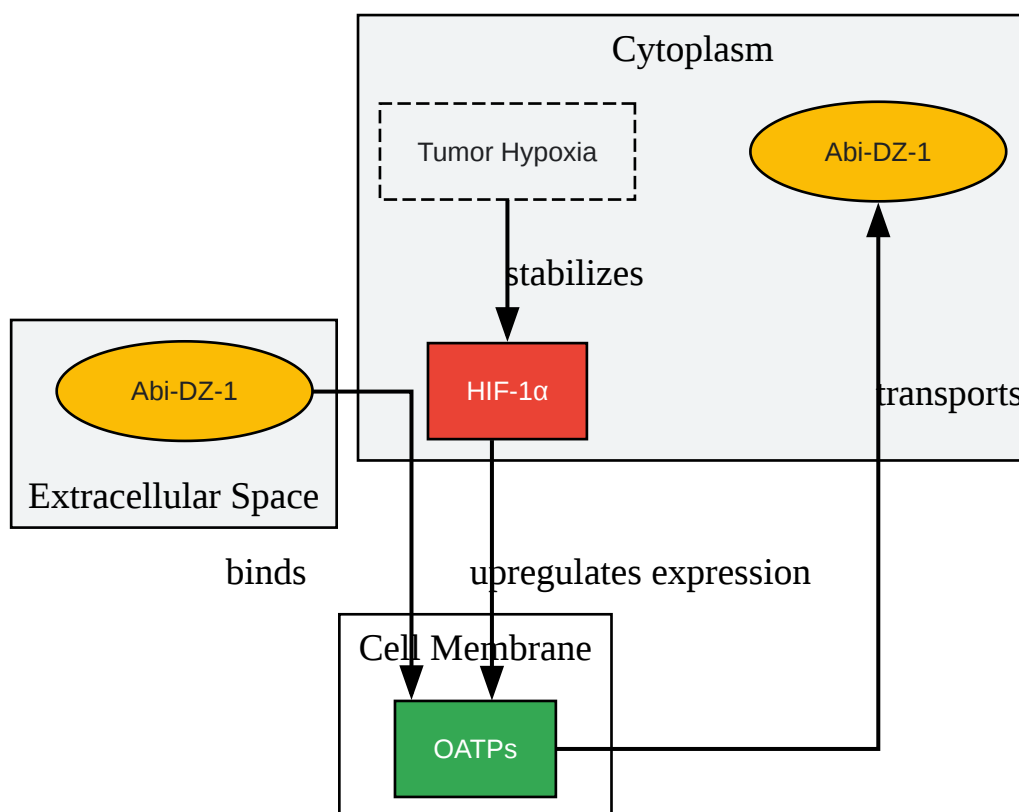 Cytoplasm
Tumor Hypoxia
Abi-DZ-1
stabilizes
Abi-DZ-1
HIF-1α
transports
Extracellular Space
binds
upregulates expression
Cell Membrane
OATPs